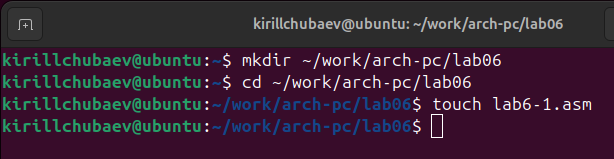 kirillchubaev@ubuntu: ~/work/arch-pc/lab06
kirillchubaev@ubuntu:~$ mkdir ~/work/arch-pc/lab06
kirillchubaev@ubuntu:~$ cd ~/work/arch-pc/lab06
kirillchubaev@ubuntu:~/work/arch-pc/lab06$ touch lab6-1.asm
kirillchubaev@ubuntu:~/work/arch-pc/lab06$